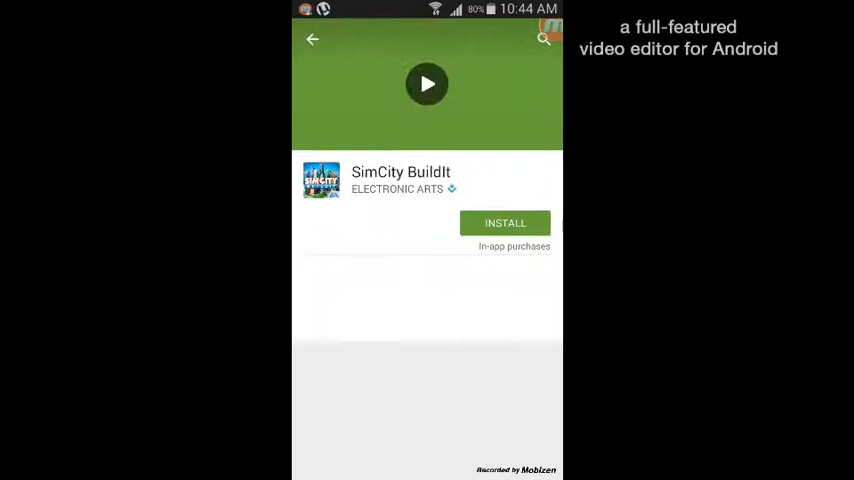 80% 10:44 AM
a full-featured
video editor for Android
SimCity BuildIt
ELECTRONIC ARTS
INSTALL
In-app purchases
Recorded by Mobizen